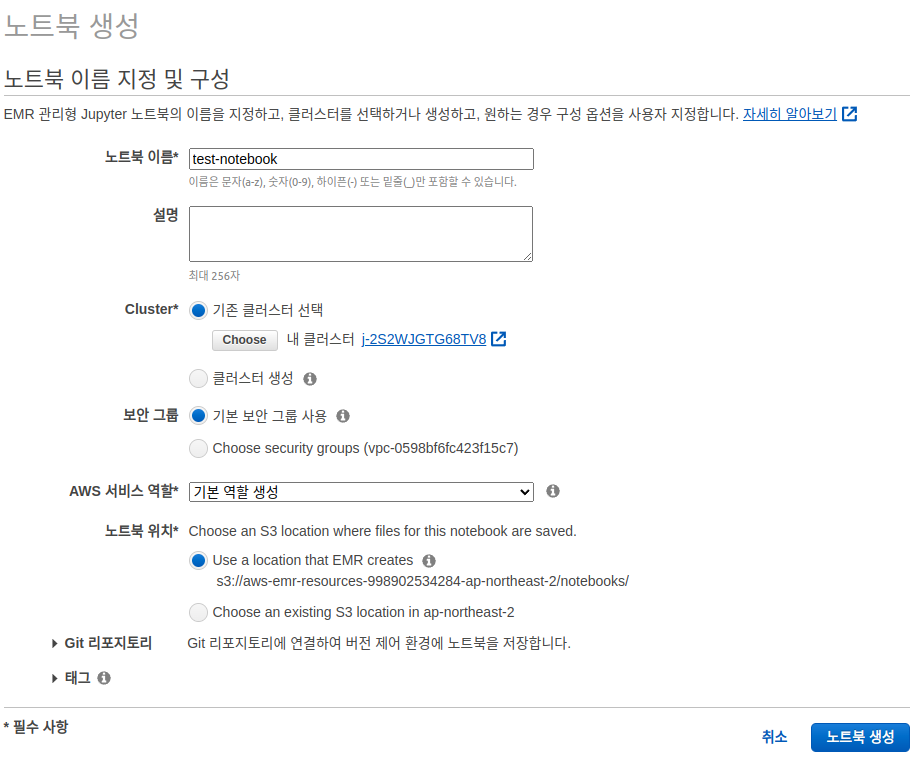 노트북 생성
노트북 이름 지정 및 구성
EMR 관리형 Jupyter 노트북의 이름을 지정하고, 클러스터를 선택하거나 생성하고, 원하는 경우 구성 옵션을 사용자 지정합니다. 자세히 알아보기
노트북 이름* test-notebook
이름은 문자(a-z), 숫자(0-9), 하이픈(-) 또는 밑줄(_)만 포함할 수 있습니다.
설명
최대 256자
Cluster* 기존 클러스터 선택
Choose 내 클러스터 j-2S2WJGTG68TV8
클러스터 생성
보안 그룹 기본 보안 그룹 사용
Choose security groups (vpc-0598bf6fc423f15c7)
AWS 서비스 역할* 기본 역할 생성
노트북 위치* Choose an S3 location where files for this notebook are saved.
Use a location that EMR creates
s3://aws-emr-resources-998902534284-ap-northeast-2/notebooks/
Choose an existing S3 location in ap-northeast-2
Git 리포지토리 Git 리포지토리에 연결하여 버전 제어 환경에 노트북을 저장합니다.
태그
* 필수 사항
취소 노트북 생성